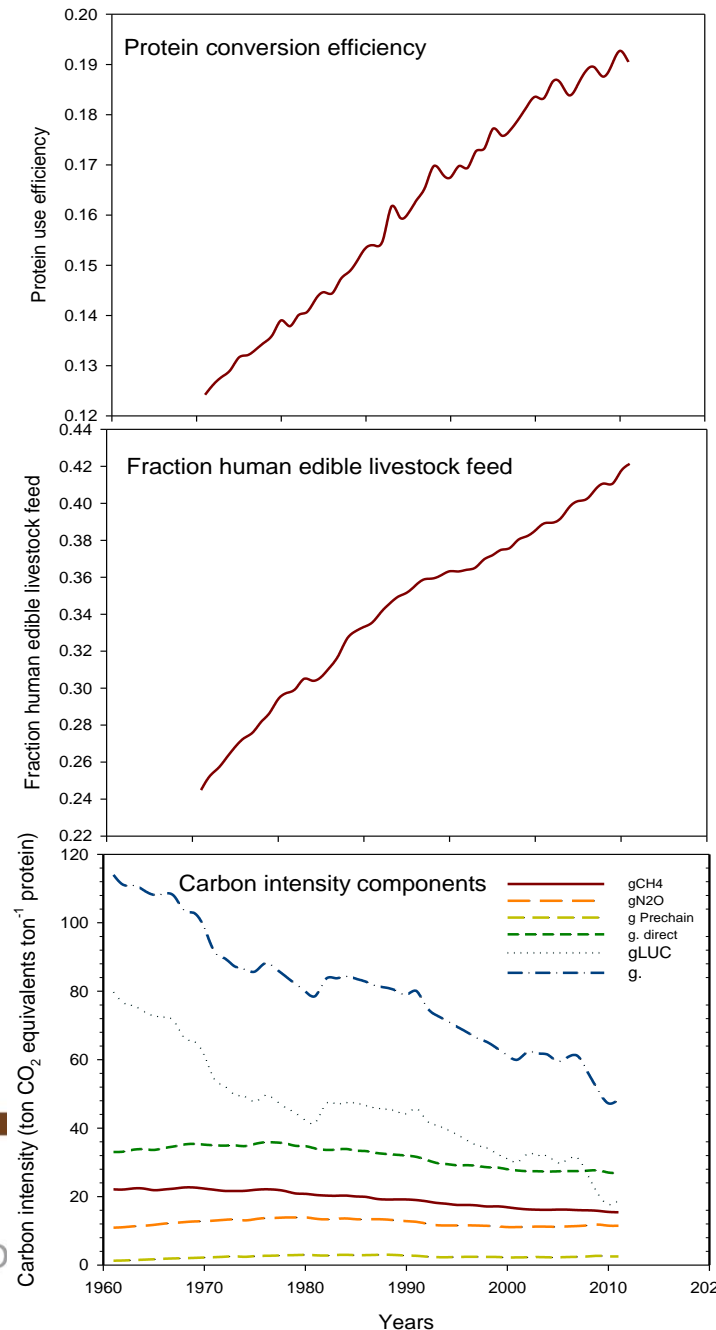 0.20
Protein conversion efficiency
0.19
0.18
0.17
0.16
0.15
0.14
0.13
0.12
Protein use efficiency
0.44
Fraction human edible livestock feed
0.42
0.40
0.38
0.36
0.34
0.32
0.30
0.28
0.26
0.24
0.22
Fraction human edible livestock feed
120
Carbon intensity components
100
80
60
40
20
0
Carbon intensity (ton CO₂ equivalents ton⁻¹ protein)
gCH4
gN2O
g Prechain
g. direct
gLUC
g.
1960 1970 1980 1990 2000 2010 202
Years